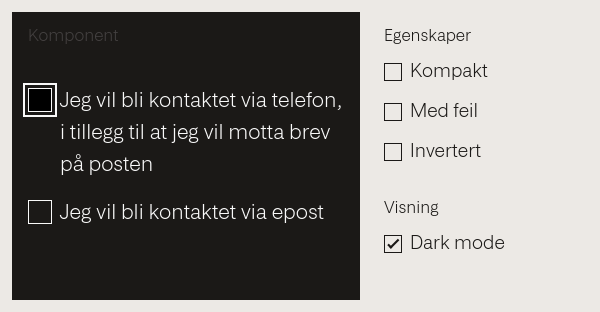 Komponent
Jeg vil bli kontaktet via telefon,
i tillegg til at jeg vil motta brev
på posten
Jeg vil bli kontaktet via epost
Egenskaper
Kompakt
Med feil
Invertert
Visning
Dark mode